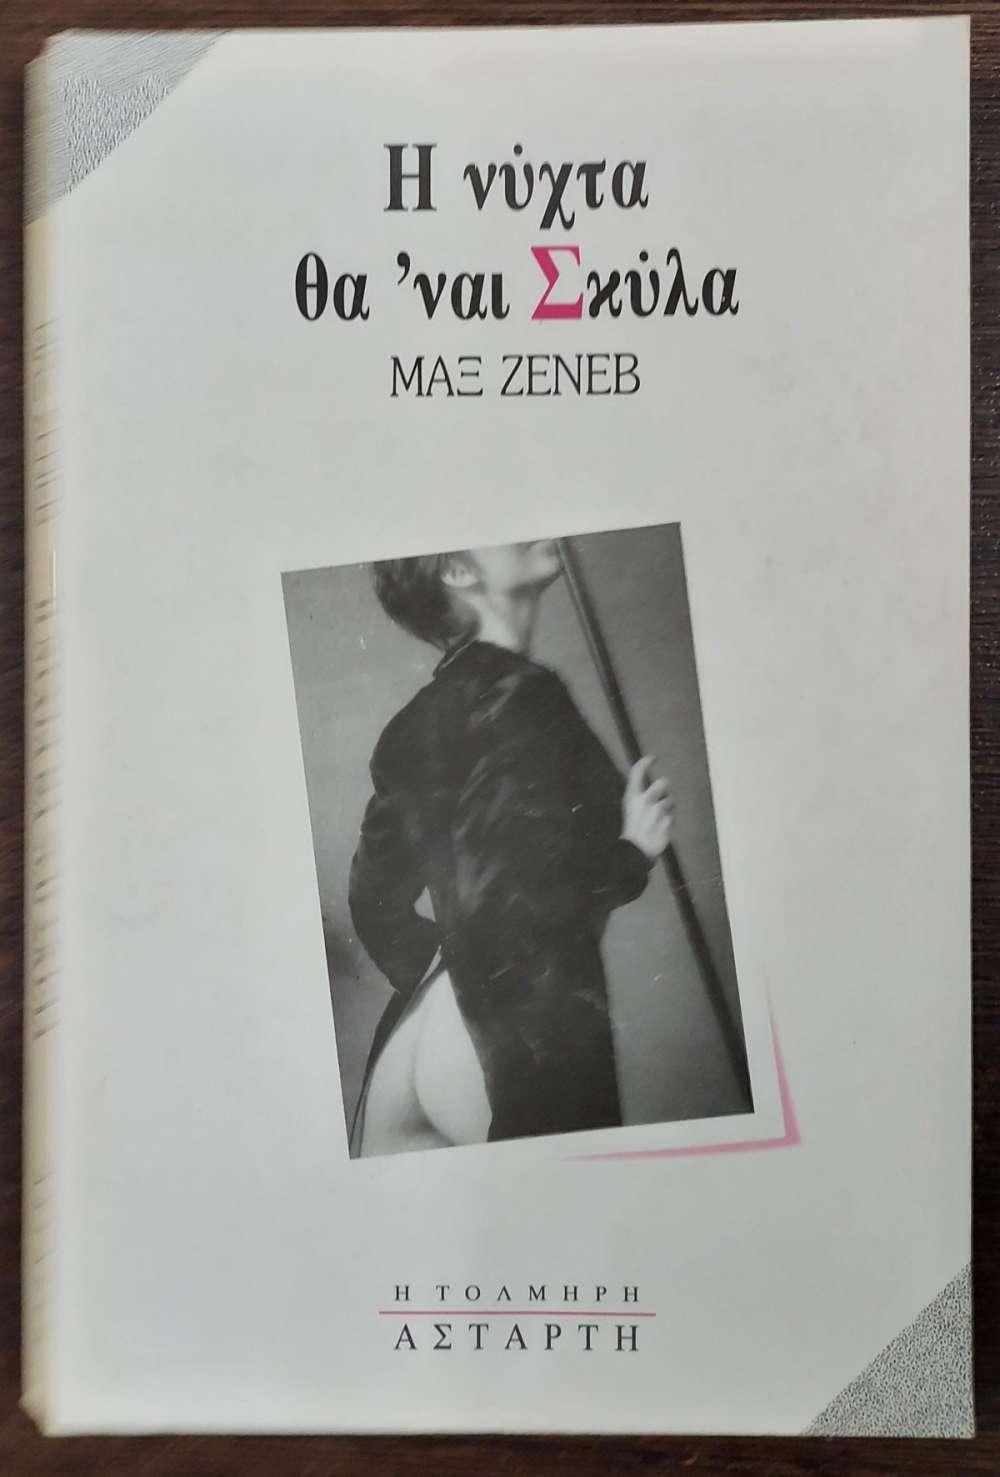 Η νύχτα
θα ’ναι Σκύλα
ΜΑΞ ΖΕΝΕΒ
Η ΤΟΛΜΗΡΗ
ΑΣΤΑΡΤΗ